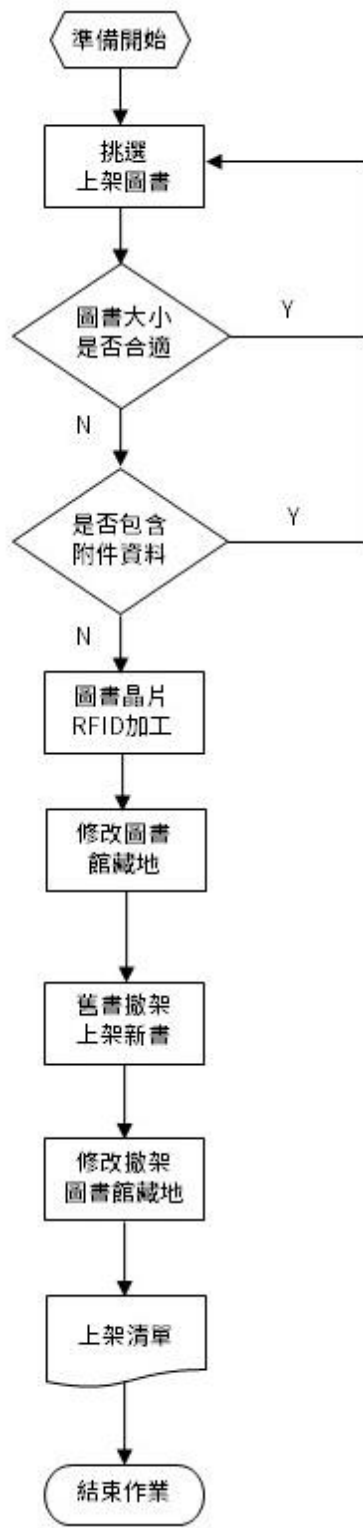 準備開始
挑選
上架圖書
圖書大小
是否合適
Y
N
是否包含
附件資料
Y
N
圖書晶片
RFID加工
修改圖書
館藏地
舊書撤架
上架新書
修改撤架
圖書館藏地
上架清單
結束作業